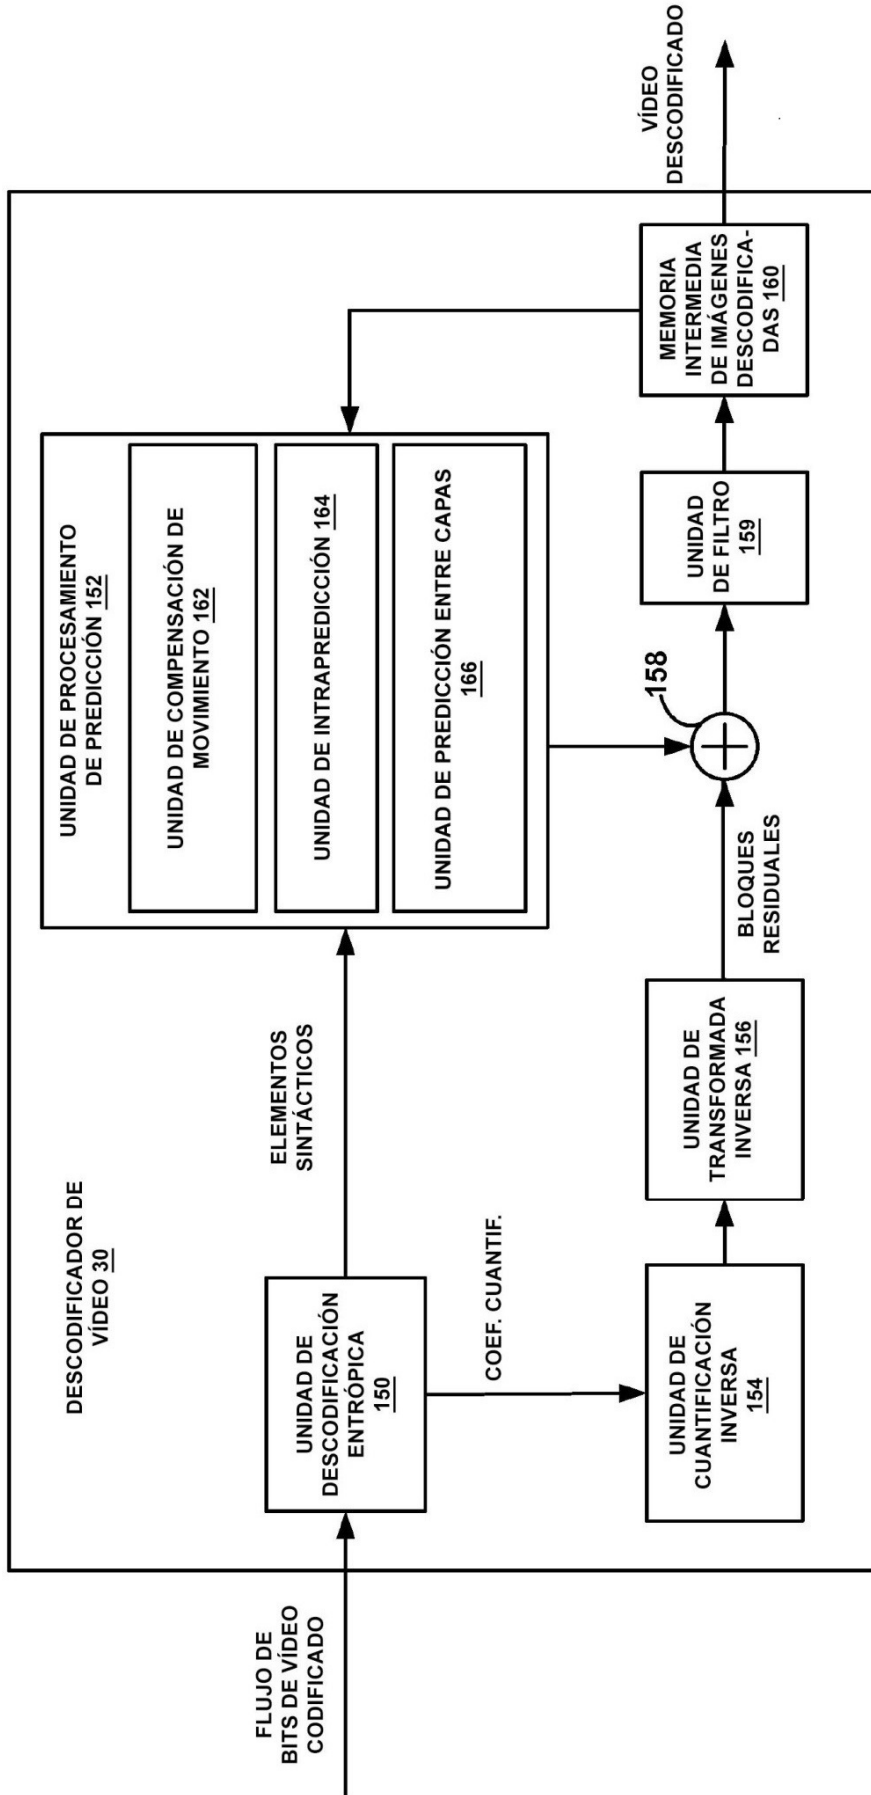 DESCODIFICADOR DE
VÍDEO 30
FLUJO DE
BITS DE VÍDEO
CODIFICADO
UNIDAD DE
DESCODIFICACIÓN
ENTRÓPICA
150
ELEMENTOS
SINTÁCTICOS
COEF. CUANTIF.
UNIDAD DE PROCESAMIENTO
DE PREDICCIÓN 152
UNIDAD DE COMPENSACIÓN DE
MOVIMIENTO 162
UNIDAD DE INTRAPREDICCIÓN 164
UNIDAD DE PREDICCIÓN ENTRE CAPAS
166
UNIDAD DE
CUANTIFICACIÓN
INVERSA
154
UNIDAD DE
TRANSFORMADA
INVERSA 156
BLOQUES
RESIDUALES
158
UNIDAD
DE FILTRO
159
MEMORIA
INTERMEDIA
DE IMÁGENES
DESCODIFICA-
DAS 160
VÍDEO
DESCODIFICADO